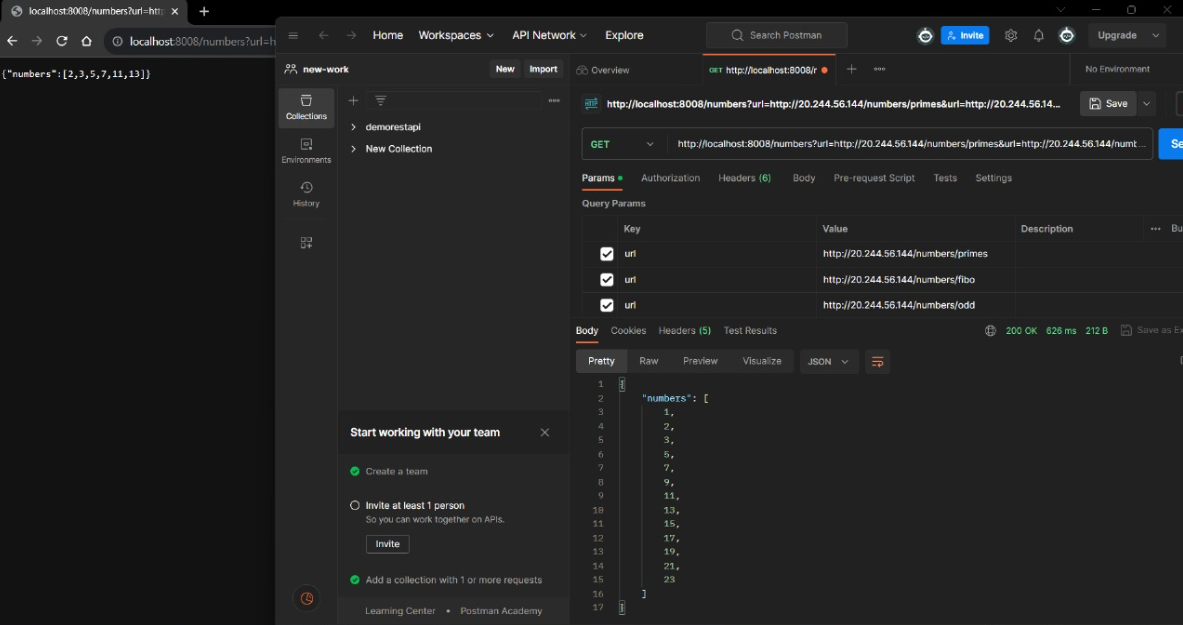 localhost:8008/numbers?url=htt
localhost:8008/numbers?url=h
{"numbers":[2,3,5,7,11,13]}
Home Workspaces API Network Explore
Search Postman
Invite
Upgrade
new-work
New Import
Overview
GET http://localhost:8008/r
No Environment
Collections
Environments
History
demorestapi
New Collection
http://localhost:8008/numbers?url=http://20.244.56.144/numbers/primes&url=http://20.244.56.14...
Save
GET http://localhost:8008/numbers?url=http://20.244.56.144/numbers/primes&url=http://20.244.56.144/numt ...
Se
Params Authorization Headers (6) Body Pre-request Script Tests Settings
Query Params
Key Value Description ... Bu
url http://20.244.56.144/numbers/primes
url http://20.244.56.144/numbers/fibo
url http://20.244.56.144/numbers/odd
Body Cookies Headers (5) Test Results
200 OK 626 ms 212 B Save as Ex
Pretty Raw Preview Visualize JSON
1 {
2 "numbers": [
3 1,
4 2,
5 3,
6 5,
7 7,
8 9,
9 11,
10 13,
11 15,
12 17,
13 19,
14 21,
15 23
16 ]
17 }
Start working with your team
Create a team
Invite at least 1 person
So you can work together on APIs.
Invite
Add a collection with 1 or more requests
Learning Center • Postman Academy